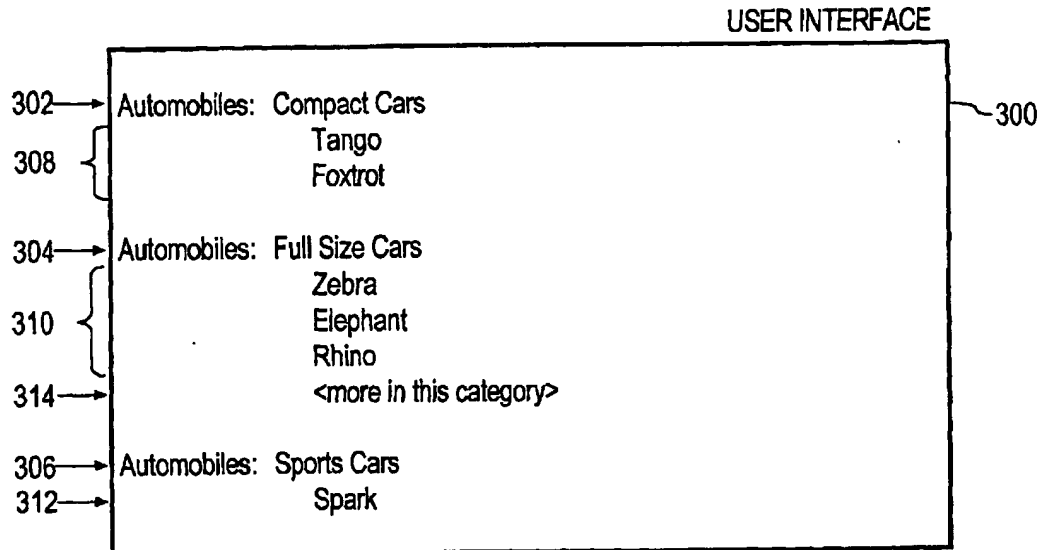 USER INTERFACE
302 Automobiles: Compact Cars 300
Tango
308
Foxtrot
304 Automobiles: Full Size Cars
Zebra
310 Elephant
Rhino
314 <more in this category>
306 Automobiles: Sports Cars
312 Spark